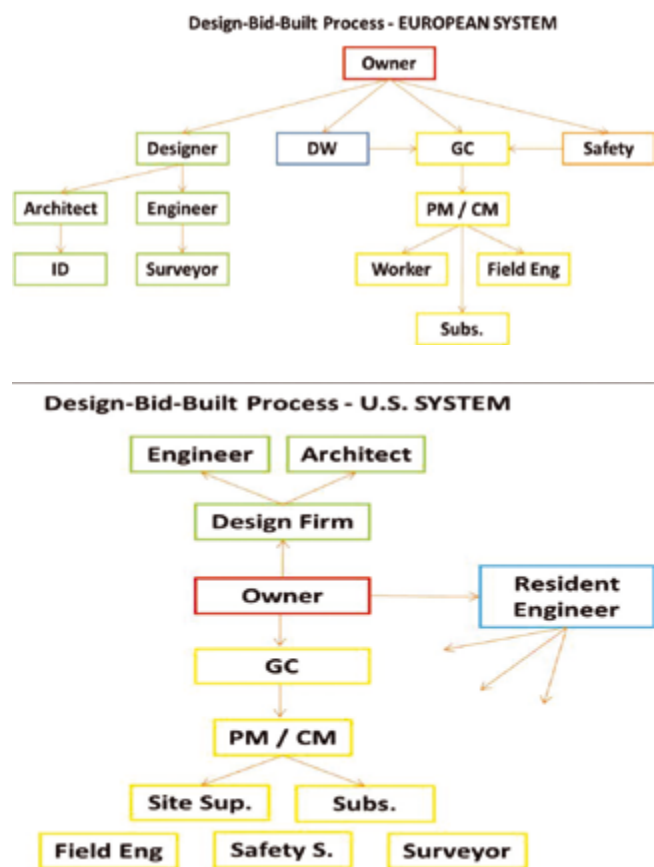 Design-Bid-Built Process - EUROPEAN SYSTEM
Owner
Designer DW GC Safety
Architect Engineer PM / CM
ID Surveyor Worker Field Eng
Subs.
Design-Bid-Built Process - U.S. SYSTEM
Engineer Architect
Design Firm
Owner
Resident
Engineer
GC
PM / CM
Site Sup. Subs.
Field Eng Safety S. Surveyor